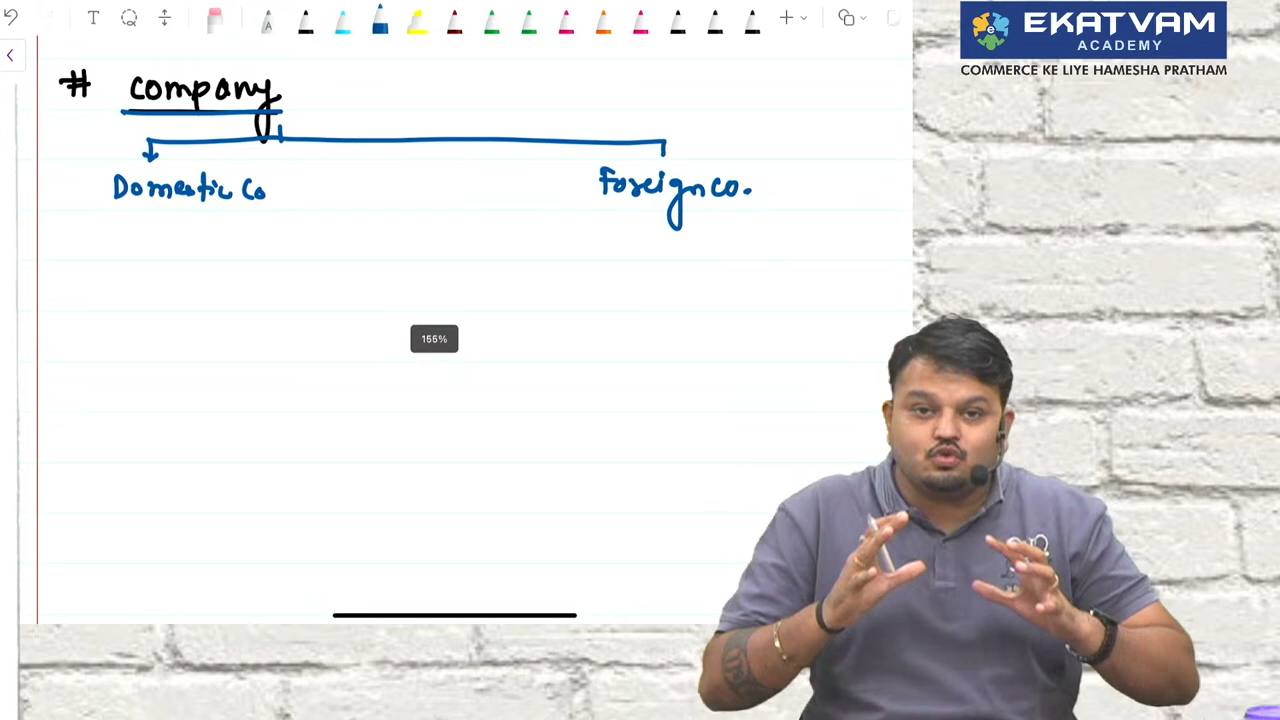 EKATVAM
ACADEMY
COMMERCE KE LIYE HAMESHA PRATHAM
# company
Domestic Co
Foreign co.
155%
T
A
e